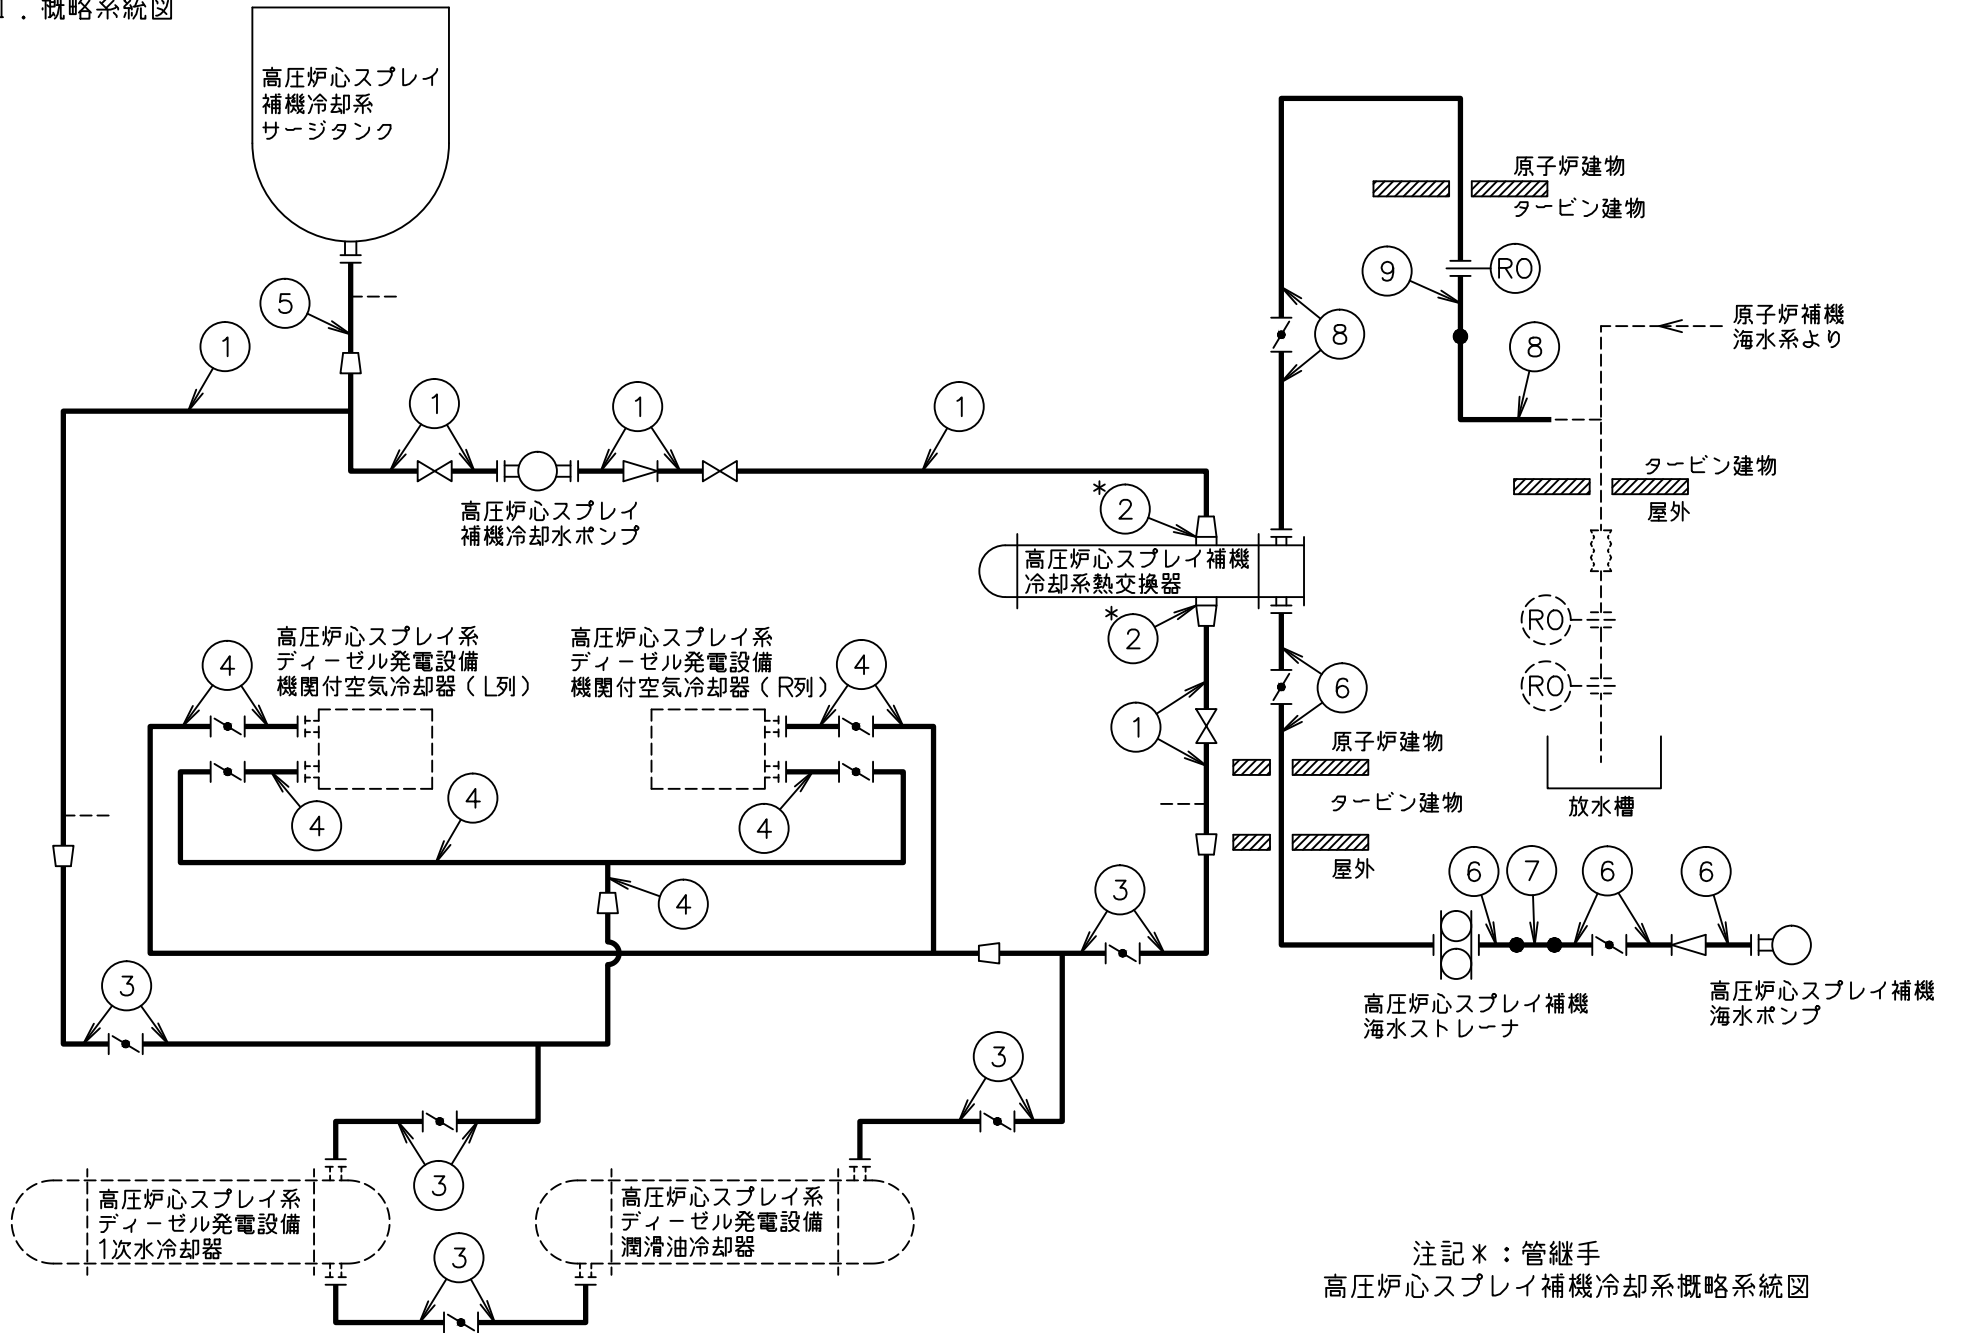 1．概略系統図
高圧炉心スプレイ
補機冷却系
サージタンク
原子炉建物
タービン建物
5
9
RO
1
8
8
原子炉補機
海水系より
1
1
1
タービン建物
屋外
*
2
高圧炉心スプレイ
補機冷却水ポンプ
高圧炉心スプレイ補機
冷却系熱交換器
*
2
RO
RO
高圧炉心スプレイ系
ディーゼル発電設備
機関付空気冷却器（L列）
高圧炉心スプレイ系
ディーゼル発電設備
機関付空気冷却器（R列）
4
4
6
1
原子炉建物
タービン建物
屋外
放水槽
4
4
4
4
3
6
7
6
6
3
高圧炉心スプレイ補機
海水ストレーナ
高圧炉心スプレイ補機
海水ポンプ
3
3
高圧炉心スプレイ系
ディーゼル発電設備
1次水冷却器
高圧炉心スプレイ系
ディーゼル発電設備
潤滑油冷却器
3
注記＊：管継手
高圧炉心スプレイ補機冷却系概略系統図